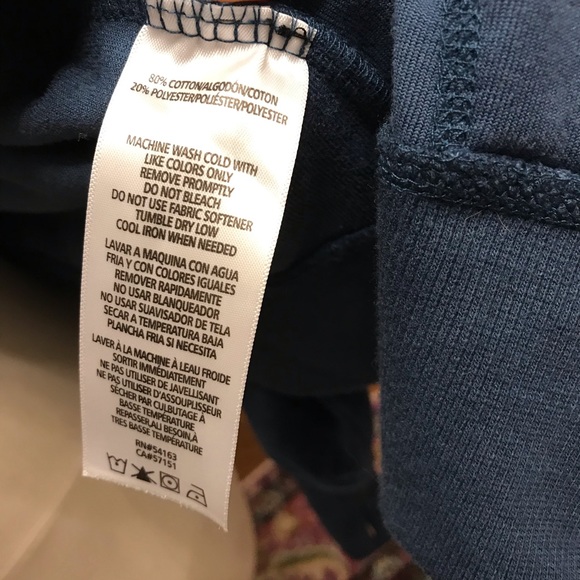 80% COTTON/ALGODÓN/COTON
20% POLYESTER/POLIÉSTER/POLYESTER
MACHINE WASH COLD WITH
LIKE COLORS ONLY
REMOVE PROMPTLY
DO NOT BLEACH
DO NOT USE FABRIC SOFTENER
TUMBLE DRY LOW
COOL IRON WHEN NEEDED
LAVAR A MAQUINA CON AGUA
FRIA Y CON COLORES IGUALES
REMOVER RAPIDAMENTE
NO USAR BLANQUEADOR
NO USAR SUAVISADOR DE TELA
SECAR A TEMPERATURA BAJA
PLANCHA FRIA SI NECESITA
LAVER À LA MACHINE À LEAU FROIDE
SORTIR IMMÉDIATEMENT
NE PAS UTILISER DE JAVELLISANT
NE PAS UTILISER D'ASSOUPLISSEUR
SÉCHER PAR CULBUTAGE À
BASSE TEMPÉRATURE
REPASSER,AU BESOIN,À
TRES BASSE TEMPÉRATURE
RN#54163
CA#57151